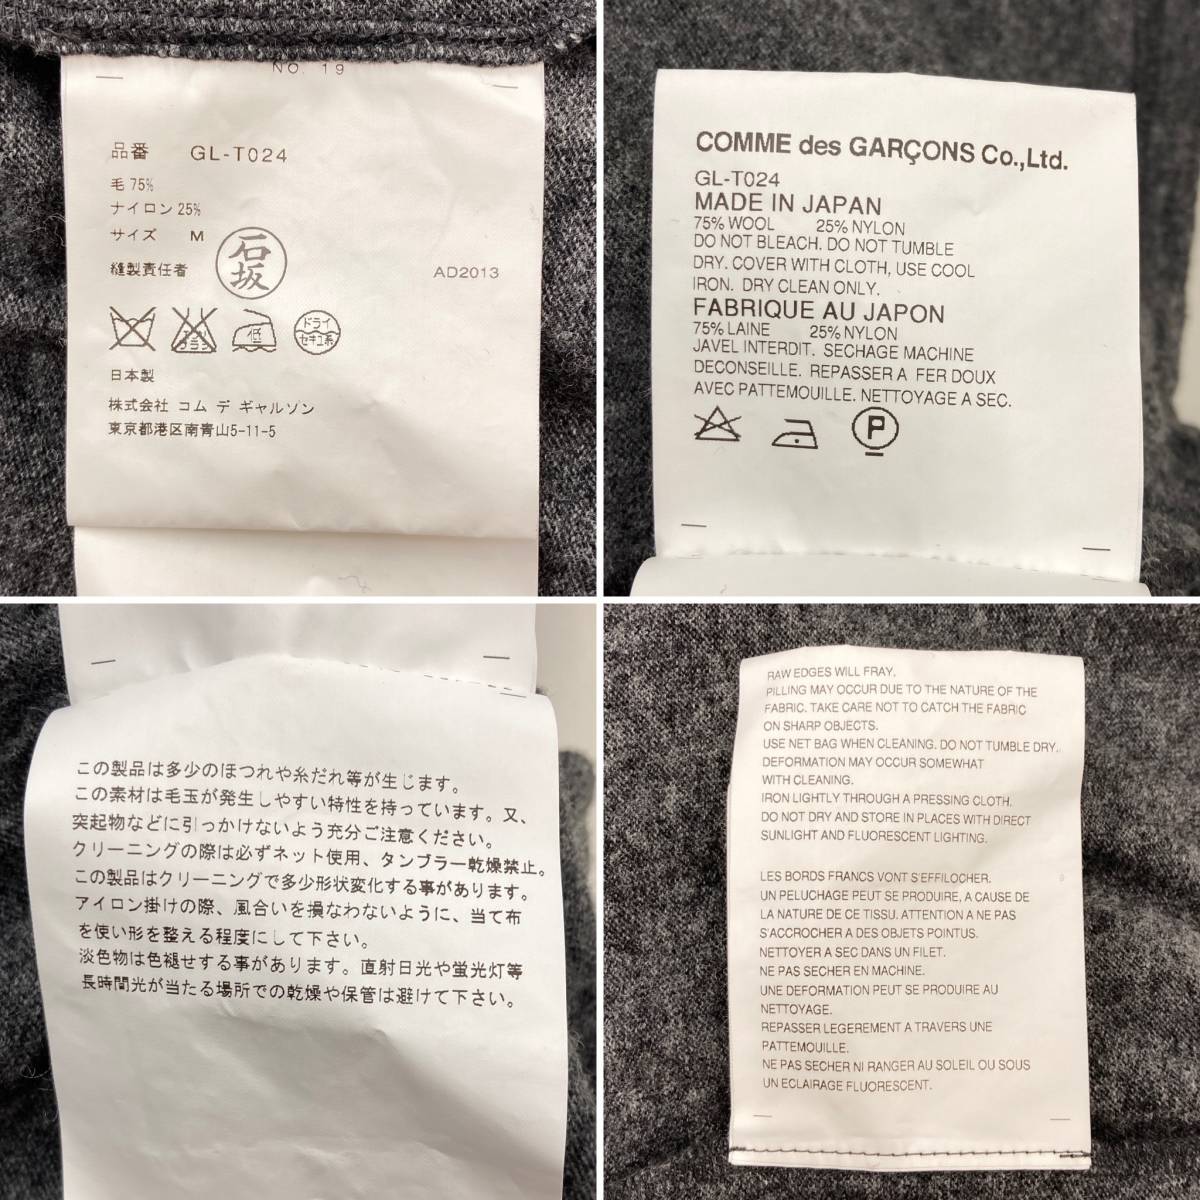 NO. 19
品番 GL-T024
毛 75%
ナイロン 25%
サイズ M
石坂
縫製責任者
AD2013
エンソ サラシ
低
ドライ
セキユ系
日本製
株式会社 コム デ ギャルソン
東京都港区南青山5-11-5
COMME des GARÇONS Co.,Ltd.
GL-T024
MADE IN JAPAN
75% WOOL 25% NYLON
DO NOT BLEACH. DO NOT TUMBLE
DRY. COVER WITH CLOTH, USE COOL
IRON. DRY CLEAN ONLY.
FABRIQUE AU JAPON
75% LAINE 25% NYLON
JAVEL INTERDIT. SECHAGE MACHINE
DECONSEILLE. REPASSER A FER DOUX
AVEC PATTEMOUILLE. NETTOYAGE A SEC.
P
この製品は多少のほつれや糸だれ等が生じます。
この素材は毛玉が発生しやすい特性を持っています。又、
突起物などに引っかけないよう充分ご注意ください。
クリーニングの際は必ずネット使用、タンブラー乾燥禁止。
この製品はクリーニングで多少形状変化する事があります。
アイロン掛けの際、風合いを損なわないように、当て布
を使い形を整える程度にして下さい。
淡色物は色褪せする事があります。直射日光や蛍光灯等
長時間光が当たる場所での乾燥や保管は避けて下さい。
RAW EDGES WILL FRAY.
PILLING MAY OCCUR DUE TO THE NATURE OF THE
FABRIC. TAKE CARE NOT TO CATCH THE FABRIC
ON SHARP OBJECTS.
USE NET BAG WHEN CLEANING. DO NOT TUMBLE DRY.
DEFORMATION MAY OCCUR SOMEWHAT
WITH CLEANING.
IRON LIGHTLY THROUGH A PRESSING CLOTH.
DO NOT DRY AND STORE IN PLACES WITH DIRECT
SUNLIGHT AND FLUORESCENT LIGHTING.
LES BORDS FRANCS VONT S'EFFILOCHER.
UN PELUCHAGE PEUT SE PRODUIRE, A CAUSE DE
LA NATURE DE CE TISSU. ATTENTION A NE PAS
S'ACCROCHER A DES OBJETS POINTUS.
NETTOYER A SEC DANS UN FILET.
NE PAS SECHER EN MACHINE.
UNE DEFORMATION PEUT SE PRODUIRE AU
NETTOYAGE.
REPASSER LEGEREMENT A TRAVERS UNE
PATTEMOUILLE.
NE PAS SECHER NI RANGER AU SOLEIL OU SOUS
UN ECLAIRAGE FLUORESCENT.